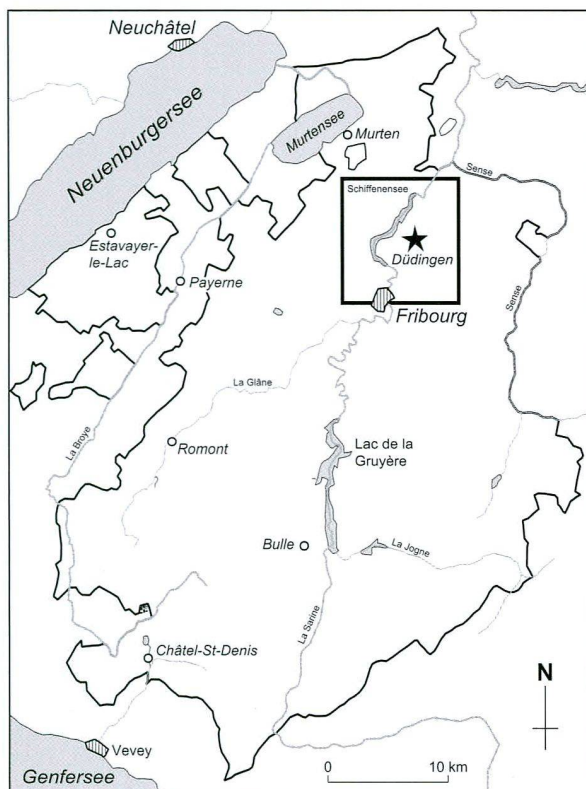 Neuchâtel
Neuenburgersee
Murtensee
Murten
Sense
Schiffenensee
Estavayer-
le-Lac
Düdingen
Sense
Payerne
Fribourg
La Glâne
La Broye
Romont
Lac de la
Gruyère
Bulle
La Jogne
La Sarine
Châtel-St-Denis
N
Vevey
Genfersee
0 10 km